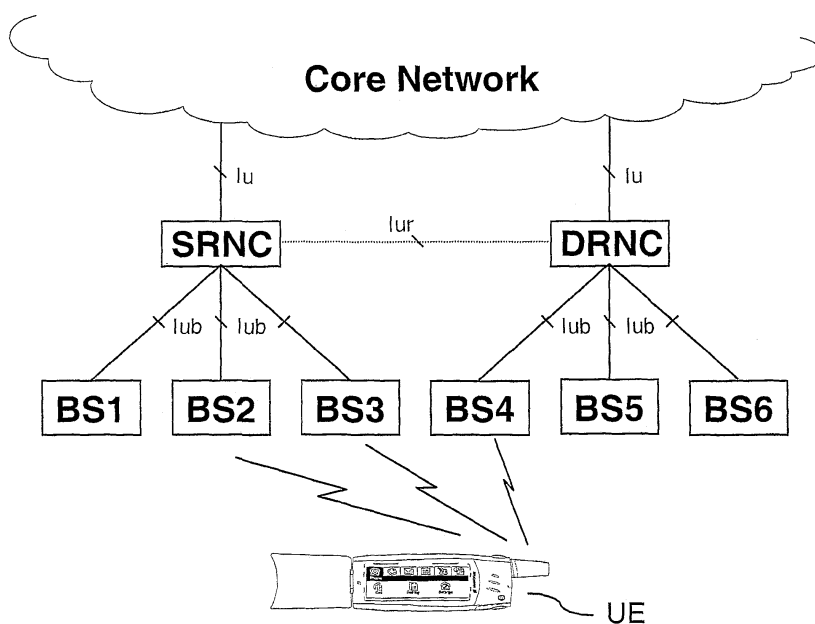 Core Network
Iu Iu
Iur
SRNC DRNC
Iub Iub Iub Iub
BS1 BS2 BS3 BS4 BS5 BS6
UE